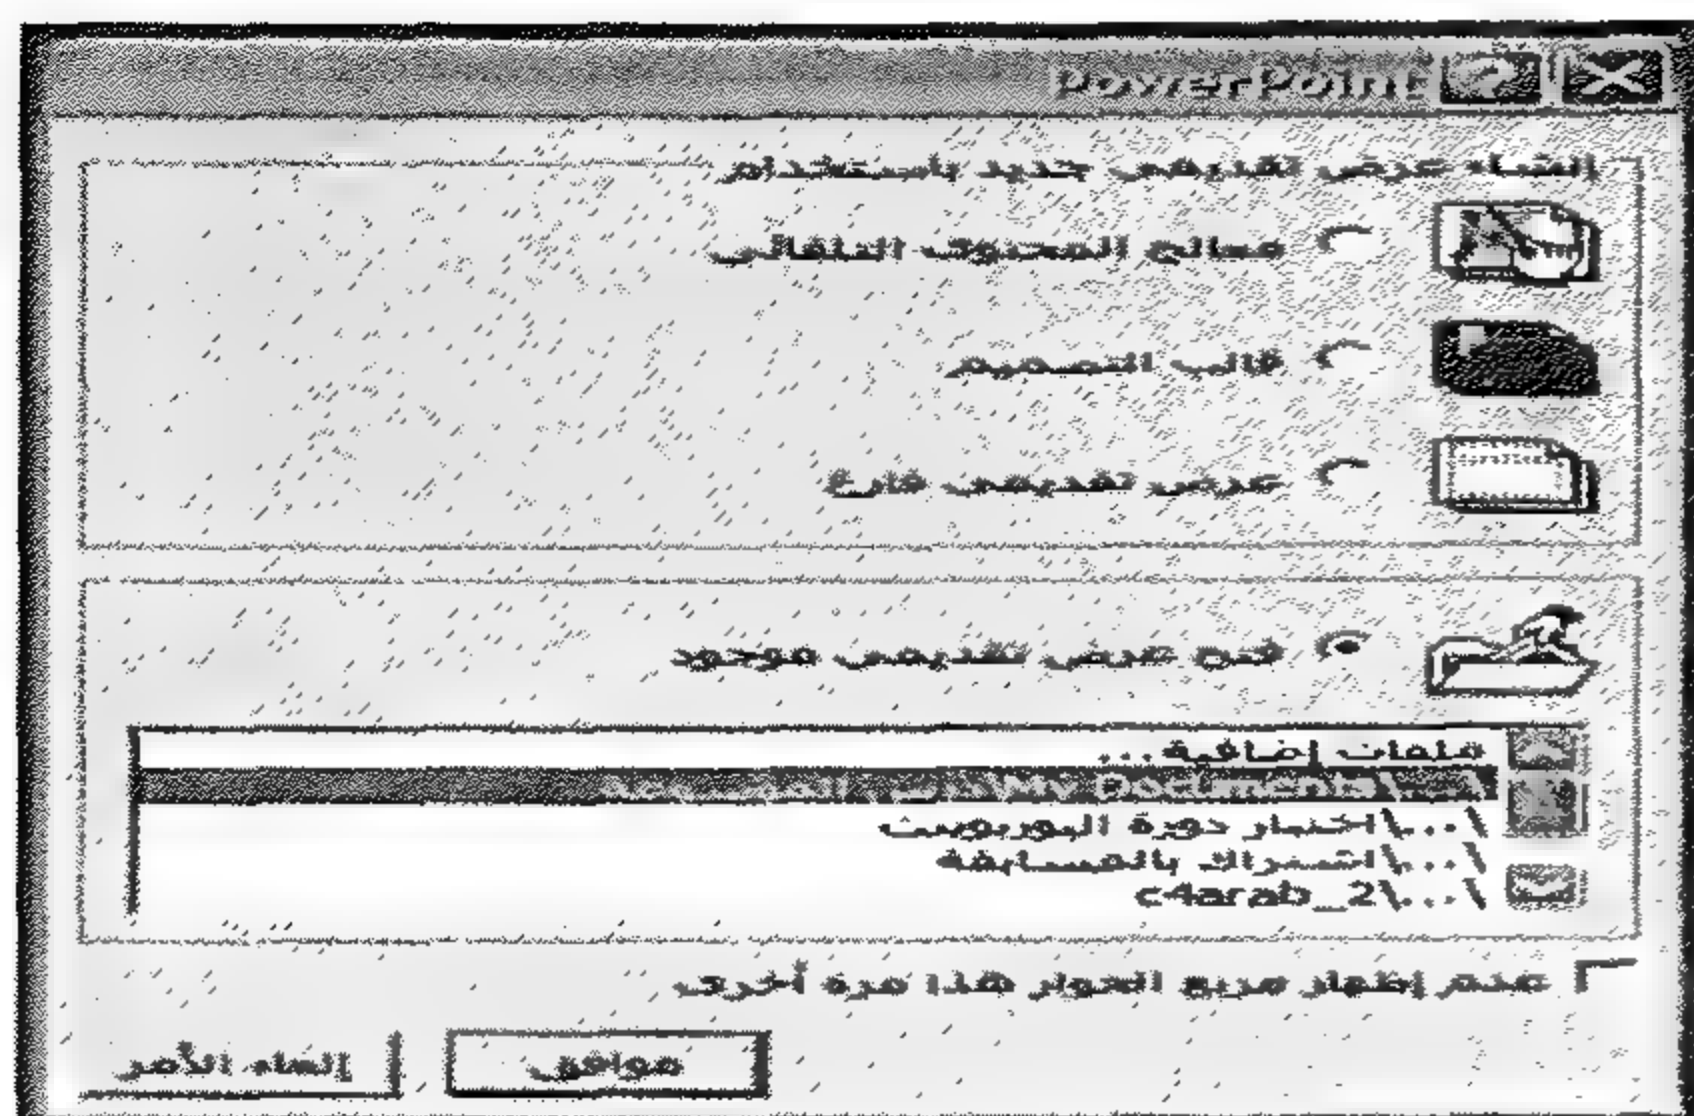 PowerPoint
إنشاء عرض تقديمي جديد باستخدام
معالج المحتوى التلقائي
قالب التصميم
عرض تقديمي فارغ
فتح عرض تقديمي موجود
ملفات إضافية...
\...\My Documents\
\...\اختبار دورة البوربوينت
\...\اشتراك بالمسابقة
\...\c4arab_2
عدم إظهار مربع الحوار هذا مرة أخرى
موافق
إلغاء الأمر